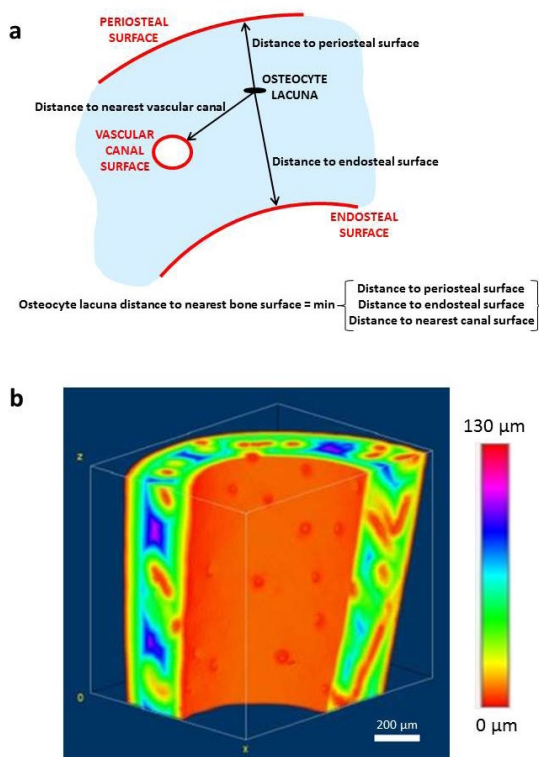 a
PERIOSTEAL
SURFACE
Distance to periosteal surface
OSTEOCYTE
LACUNA
Distance to nearest vascular canal
VASCULAR
CANAL
SURFACE
Distance to endosteal surface
ENDOSTEAL
SURFACE
Osteocyte lacuna distance to nearest bone surface = min
Distance to periosteal surface
Distance to endosteal surface
Distance to nearest canal surface
b
130 µm
z
0
x
200 µm
0 µm